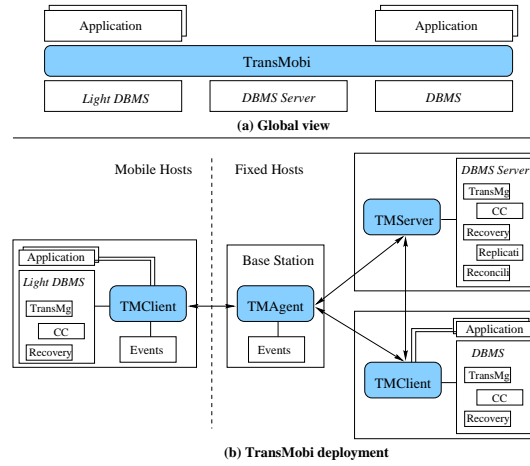 Application
Application
TransMobi
Light DBMS
DBMS Server
DBMS
(a) Global view
Mobile Hosts
Fixed Hosts
DBMS Server
TransMg
CC
Recovery
Replicati
Reconcili
TMServer
Application
Light DBMS
TransMg
CC
Recovery
TMClient
Events
Base Station
TMAgent
Events
Application
DBMS
TransMg
CC
Recovery
TMClient
(b) TransMobi deployment